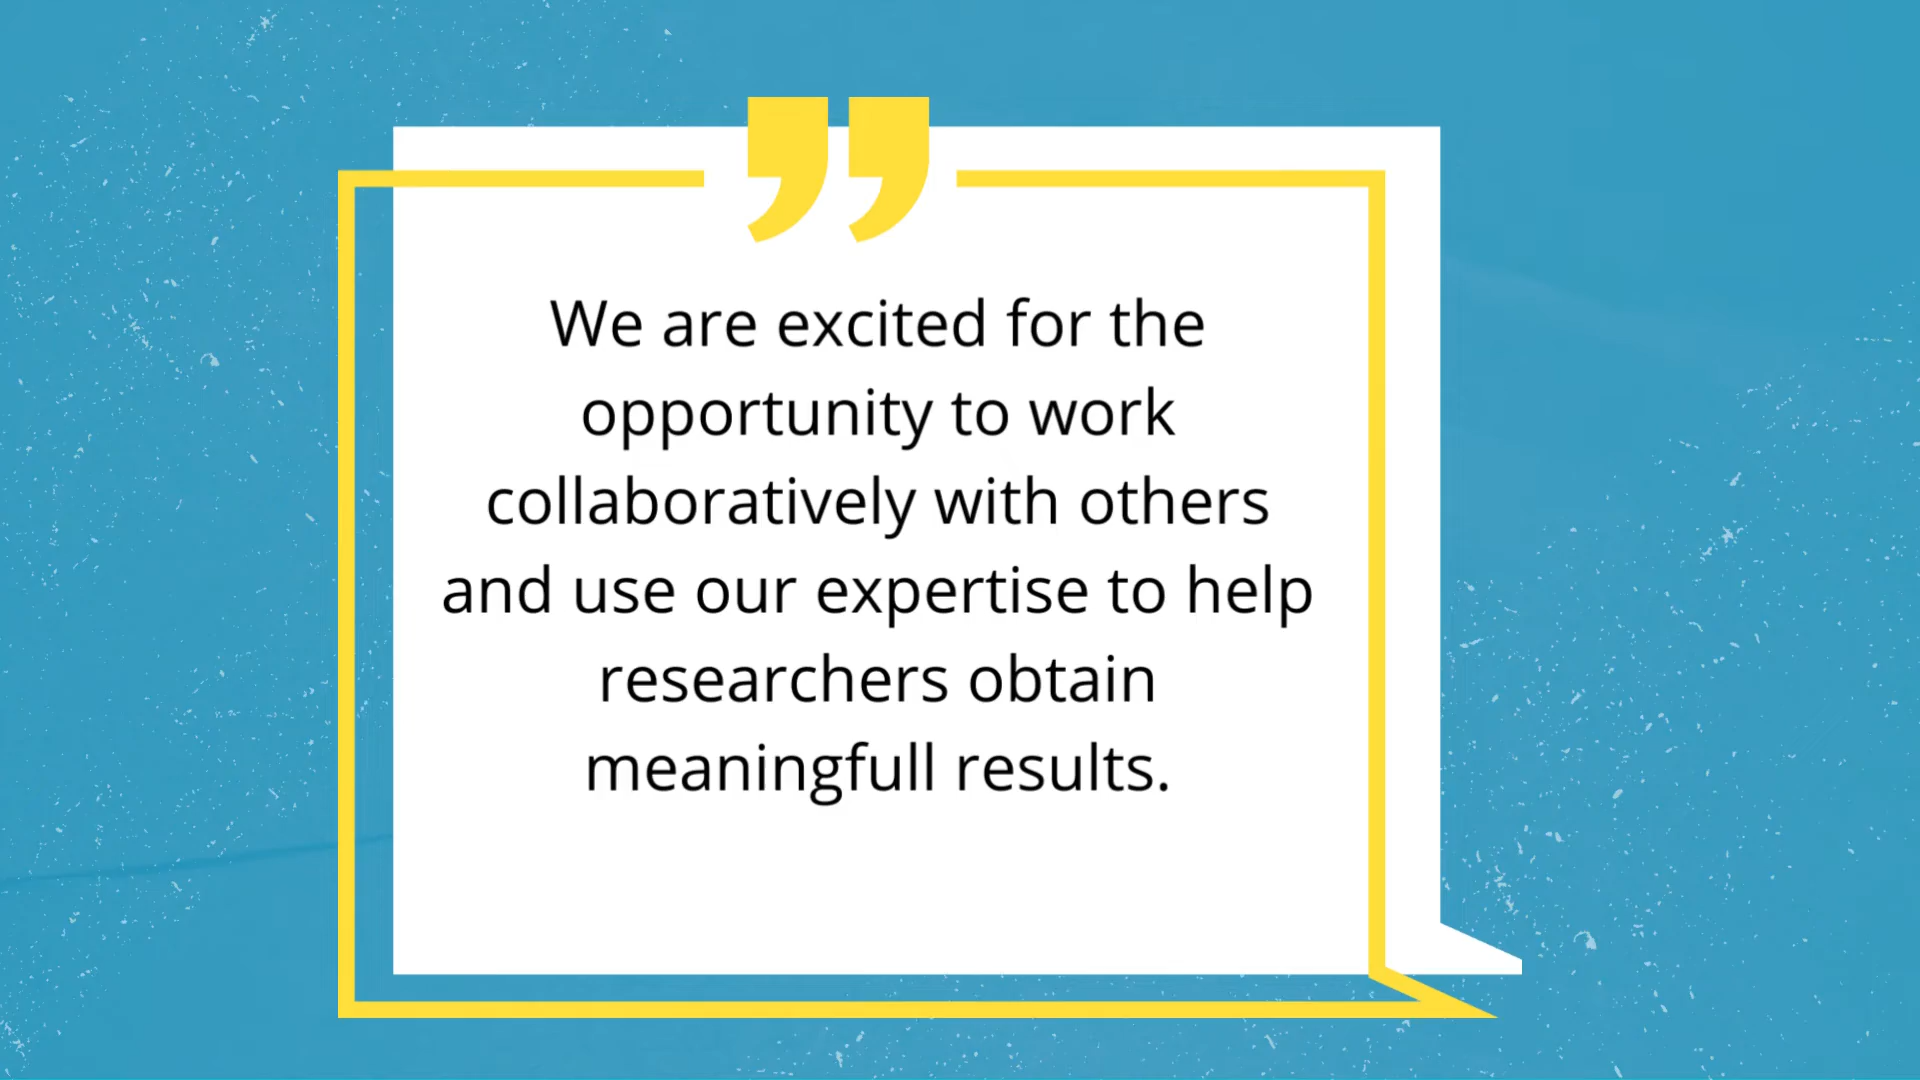 We are excited for the
opportunity to work
collaboratively with others
and use our expertise to help
researchers obtain
meaningfull results.